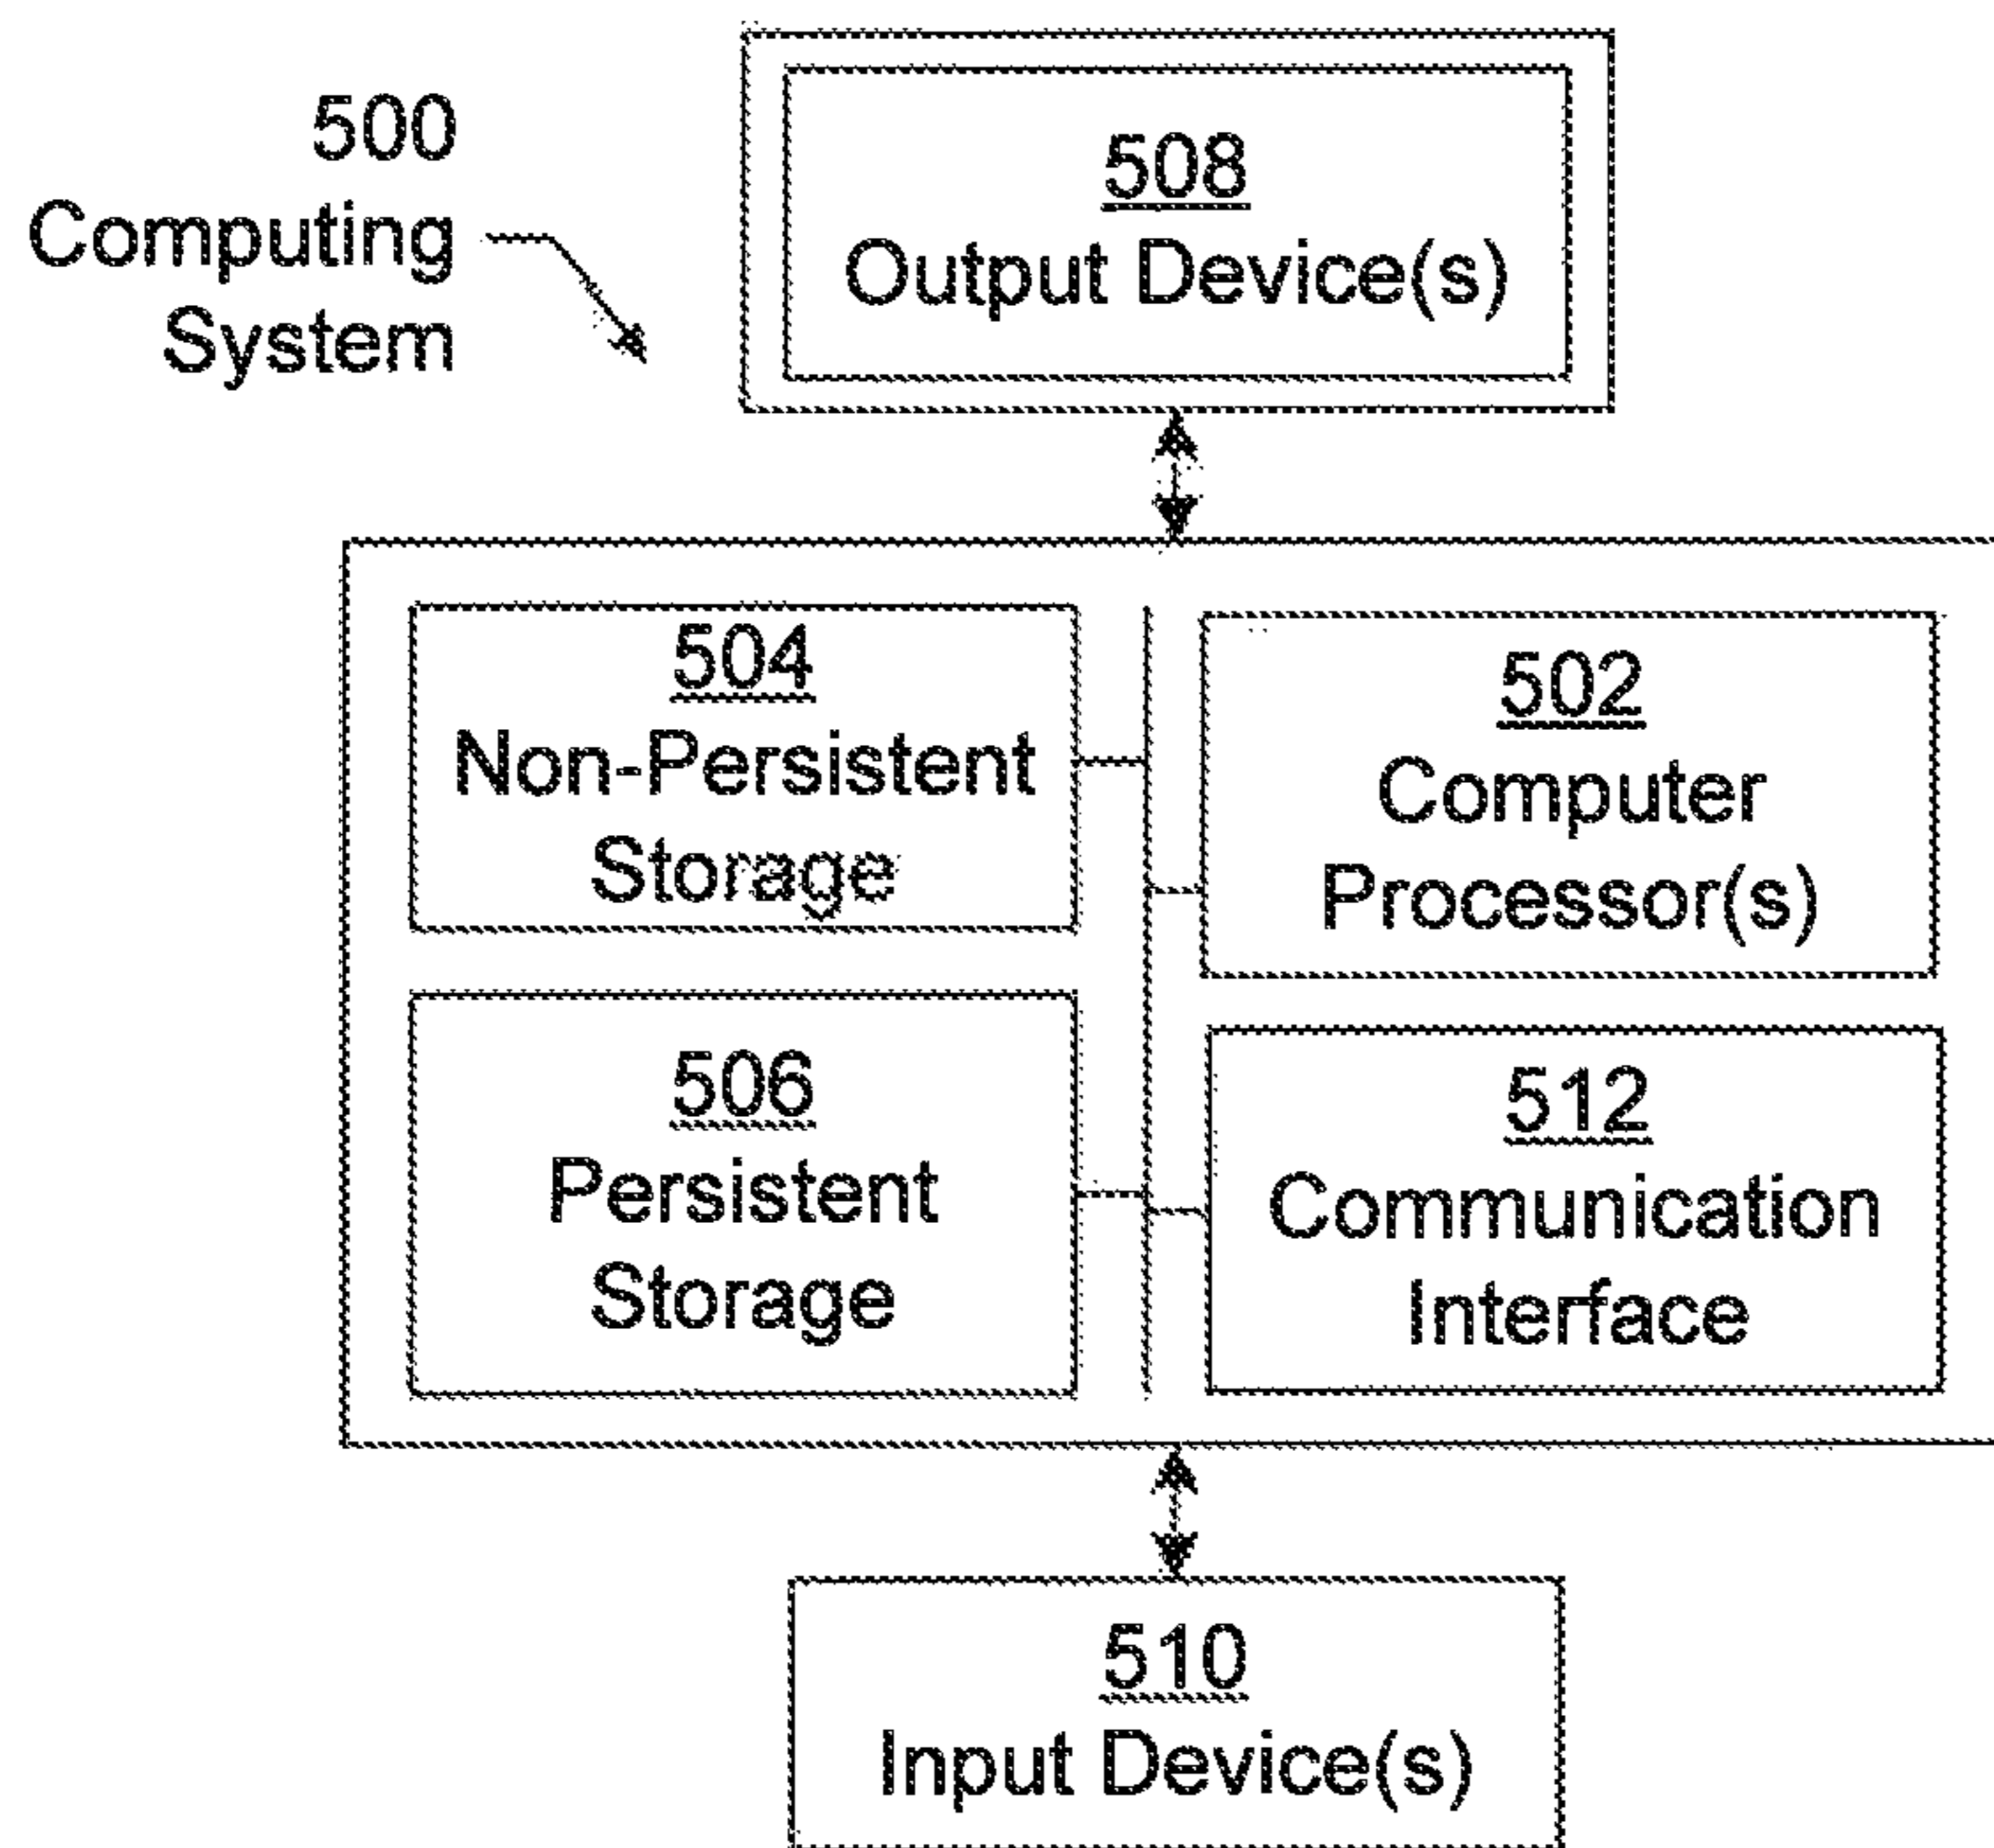 500
Computing
System
508
Output Device(s)
504
Non-Persistent
Storage
502
Computer
Processor(s)
506
Persistent
Storage
512
Communication
Interface
510
Input Device(s)